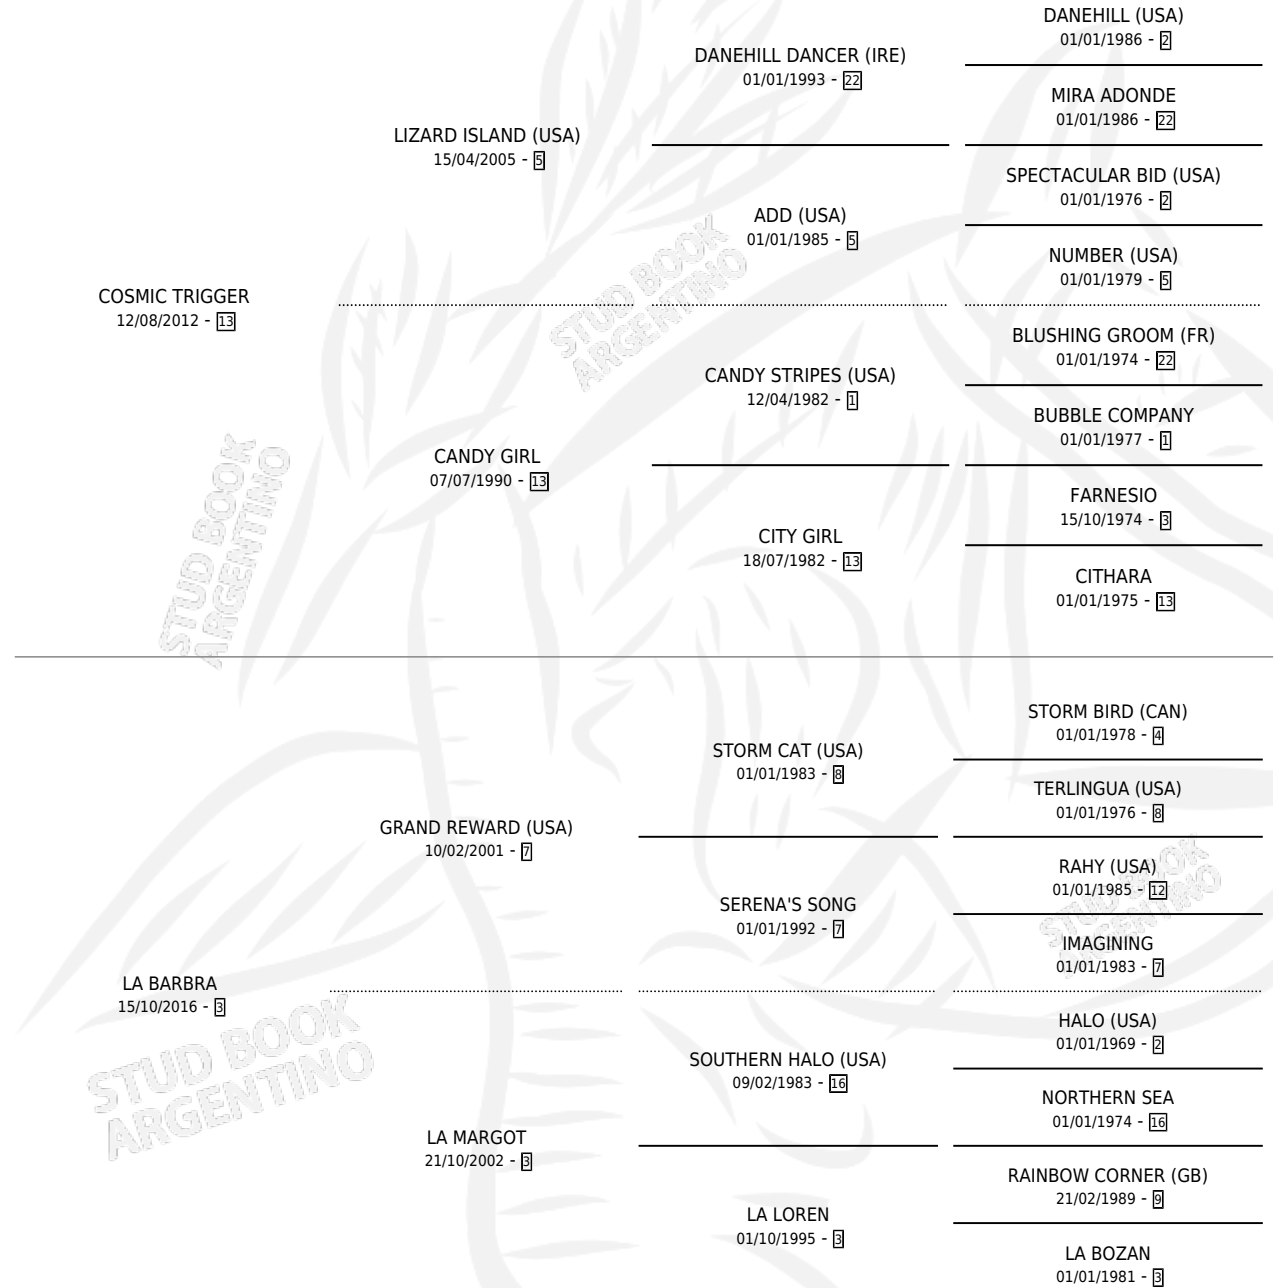 DANEHILL (USA)
01/01/1986 - 2
DANEHILL DANCER (IRE)
01/01/1993 - 22
MIRA ADONDE
01/01/1986 - 22
LIZARD ISLAND (USA)
15/04/2005 - 5
SPECTACULAR BID (USA)
01/01/1976 - 2
ADD (USA)
01/01/1985 - 5
NUMBER (USA)
01/01/1979 - 5
COSMIC TRIGGER
12/08/2012 - 13
BLUSHING GROOM (FR)
01/01/1974 - 22
CANDY STRIPES (USA)
12/04/1982 - 1
BUBBLE COMPANY
01/01/1977 - 1
CANDY GIRL
07/07/1990 - 13
FARNESIO
15/10/1974 - 3
CITY GIRL
18/07/1982 - 13
CITHARA
01/01/1975 - 13
STUD BOOK
ARGENTINO
STUD BOOK
ARGENTINO
STORM BIRD (CAN)
01/01/1978 - 4
STORM CAT (USA)
01/01/1983 - 8
TERLINGUA (USA)
01/01/1976 - 8
GRAND REWARD (USA)
10/02/2001 - 7
RAHY (USA)
01/01/1985 - 12
SERENA'S SONG
01/01/1992 - 7
IMAGINING
01/01/1983 - 7
LA BARBRA
15/10/2016 - 3
HALO (USA)
01/01/1969 - 2
SOUTHERN HALO (USA)
09/02/1983 - 16
NORTHERN SEA
01/01/1974 - 16
LA MARGOT
21/10/2002 - 3
RAINBOW CORNER (GB)
21/02/1989 - 9
LA LOREN
01/10/1995 - 3
LA BOZAN
01/01/1981 - 3
STUD BOOK
ARGENTINO
STUD BOOK
ARGENTINO